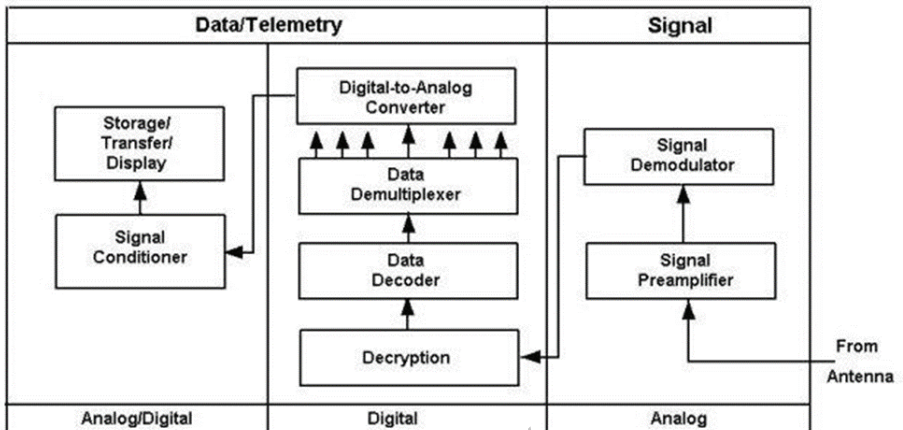 Data/Telemetry
Signal
Storage/
Transfer/
Display
Signal
Conditioner
Digital-to-Analog
Converter
Data
Demultiplexer
Data
Decoder
Decryption
Signal
Demodulator
Signal
Preamplifier
From
Antenna
Analog/Digital
Digital
Analog